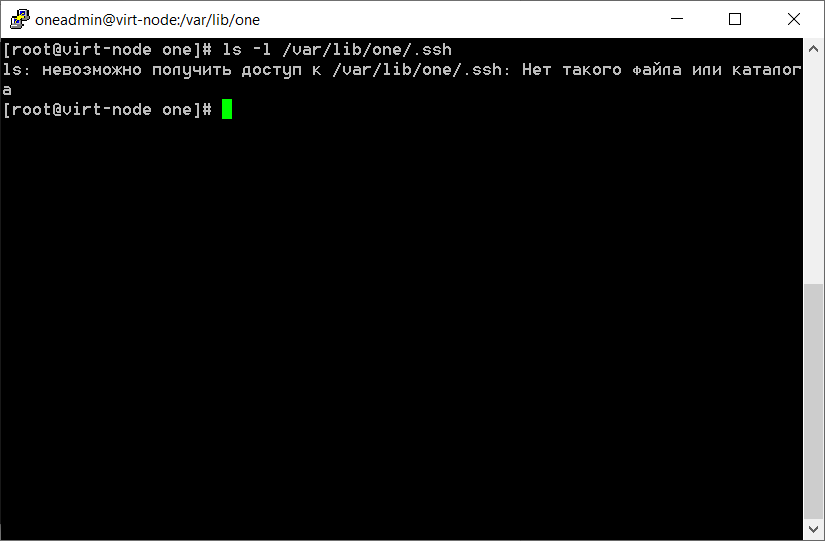 oneadmin@virt-node:/var/lib/one
[root@virt-node one]# ls -l /var/lib/one/.ssh
ls: невозможно получить доступ к /var/lib/one/.ssh: Нет такого файла или каталог
а
[root@virt-node one]#